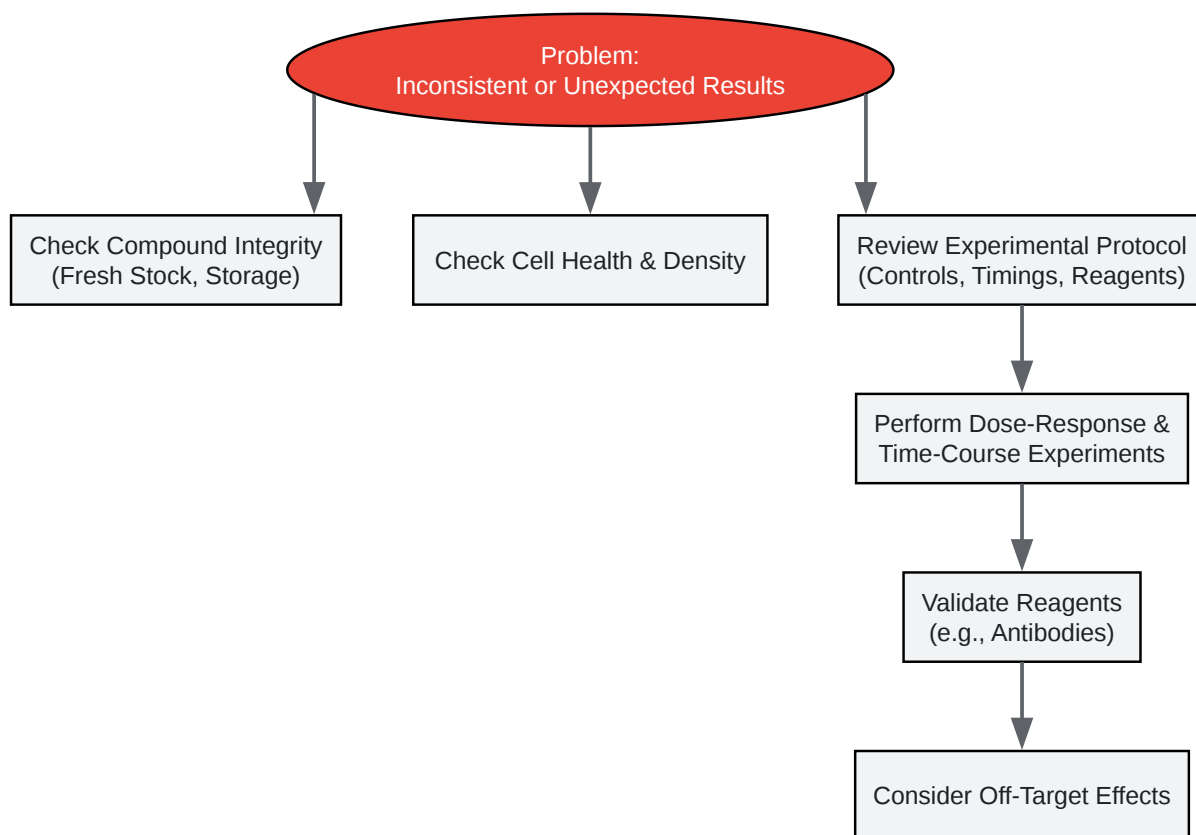 Problem:
Inconsistent or Unexpected Results
Check Compound Integrity
(Fresh Stock, Storage)
Check Cell Health & Density
Review Experimental Protocol
(Controls, Timings, Reagents)
Perform Dose-Response &
Time-Course Experiments
Validate Reagents
(e.g., Antibodies)
Consider Off-Target Effects